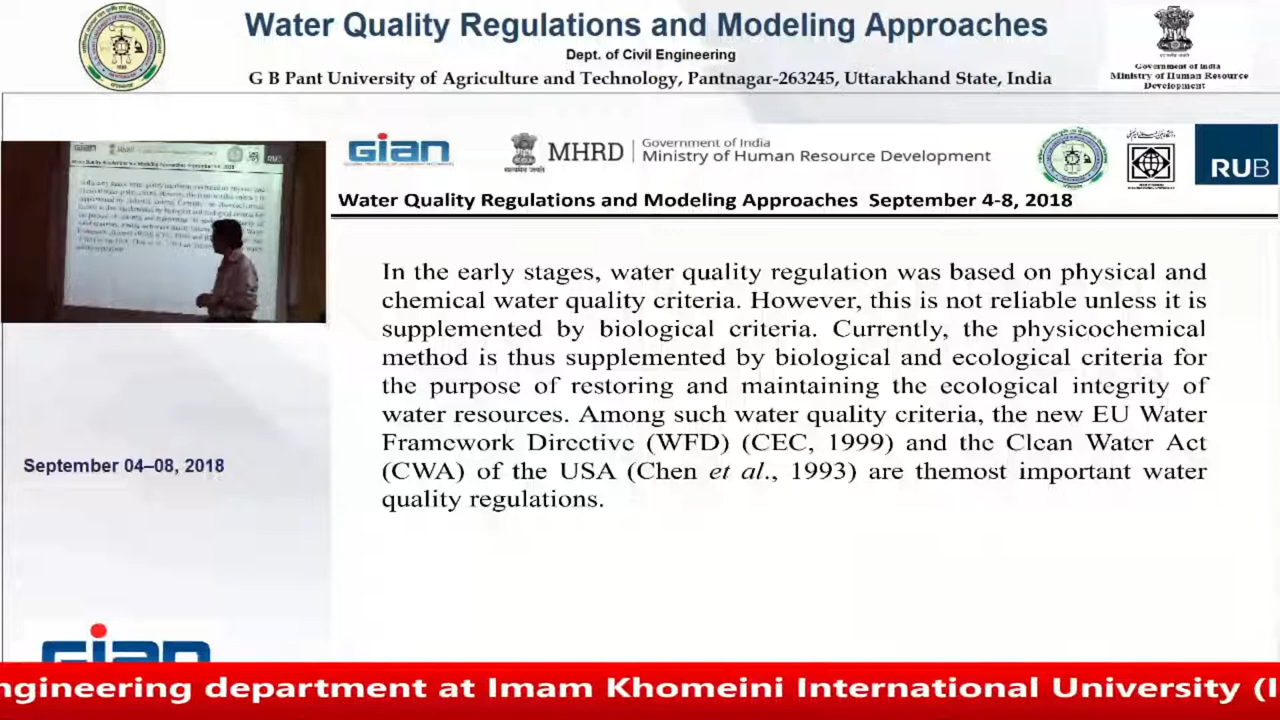 Water Quality Regulations and Modeling Approaches
Dept. of Civil Engineering
G B Pant University of Agriculture and Technology, Pantnagar-263245, Uttarakhand State, India
Government of India
Ministry of Human Resource
Development
GIAN
सत्यमेव जयते
MHRD
Government of India
Ministry of Human Resource Development
RUB
Water Quality Regulations and Modeling Approaches September 4-8, 2018
In the early stages, water quality regulation was based on physical and
chemical water quality criteria. However, this is not reliable unless it is
supplemented by biological criteria. Currently, the physicochemical
method is thus supplemented by biological and ecological criteria for
the purpose of restoring and maintaining the ecological integrity of
water resources. Among such water quality criteria, the new EU Water
Framework Directive (WFD) (CEC, 1999) and the Clean Water Act
(CWA) of the USA (Chen et al., 1993) are themost important water
quality regulations.
September 04–08, 2018
GIAN
ngineering department at Imam Khomeini International University (I